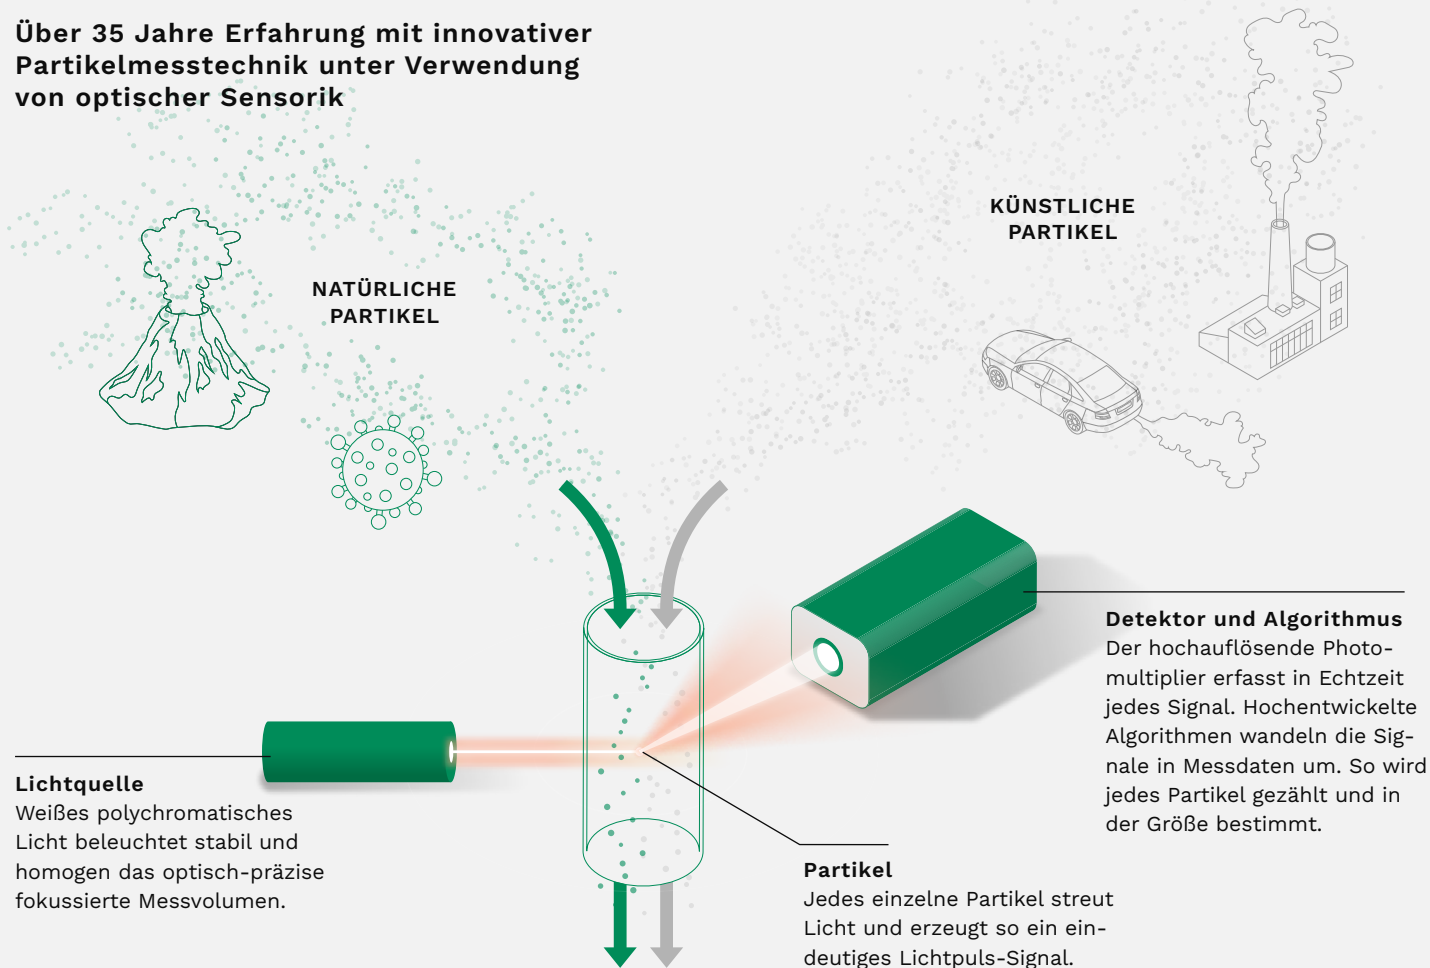 Über 35 Jahre Erfahrung mit innovativer
Partikelmesstechnik unter Verwendung
von optischer Sensorik
KÜNSTLICHE
PARTIKEL
NATÜRLICHE
PARTIKEL
Detektor und Algorithmus
Der hochauflösende Photo-
multiplier erfasst in Echtzeit
jedes Signal. Hochentwickelte
Algorithmen wandeln die Sig-
nale in Messdaten um. So wird
jedes Partikel gezählt und in
der Größe bestimmt.
Lichtquelle
Weißes polychromatisches
Licht beleuchtet stabil und
homogen das optisch-präzise
fokussierte Messvolumen.
Partikel
Jedes einzelne Partikel streut
Licht und erzeugt so ein ein-
deutiges Lichtpuls-Signal.